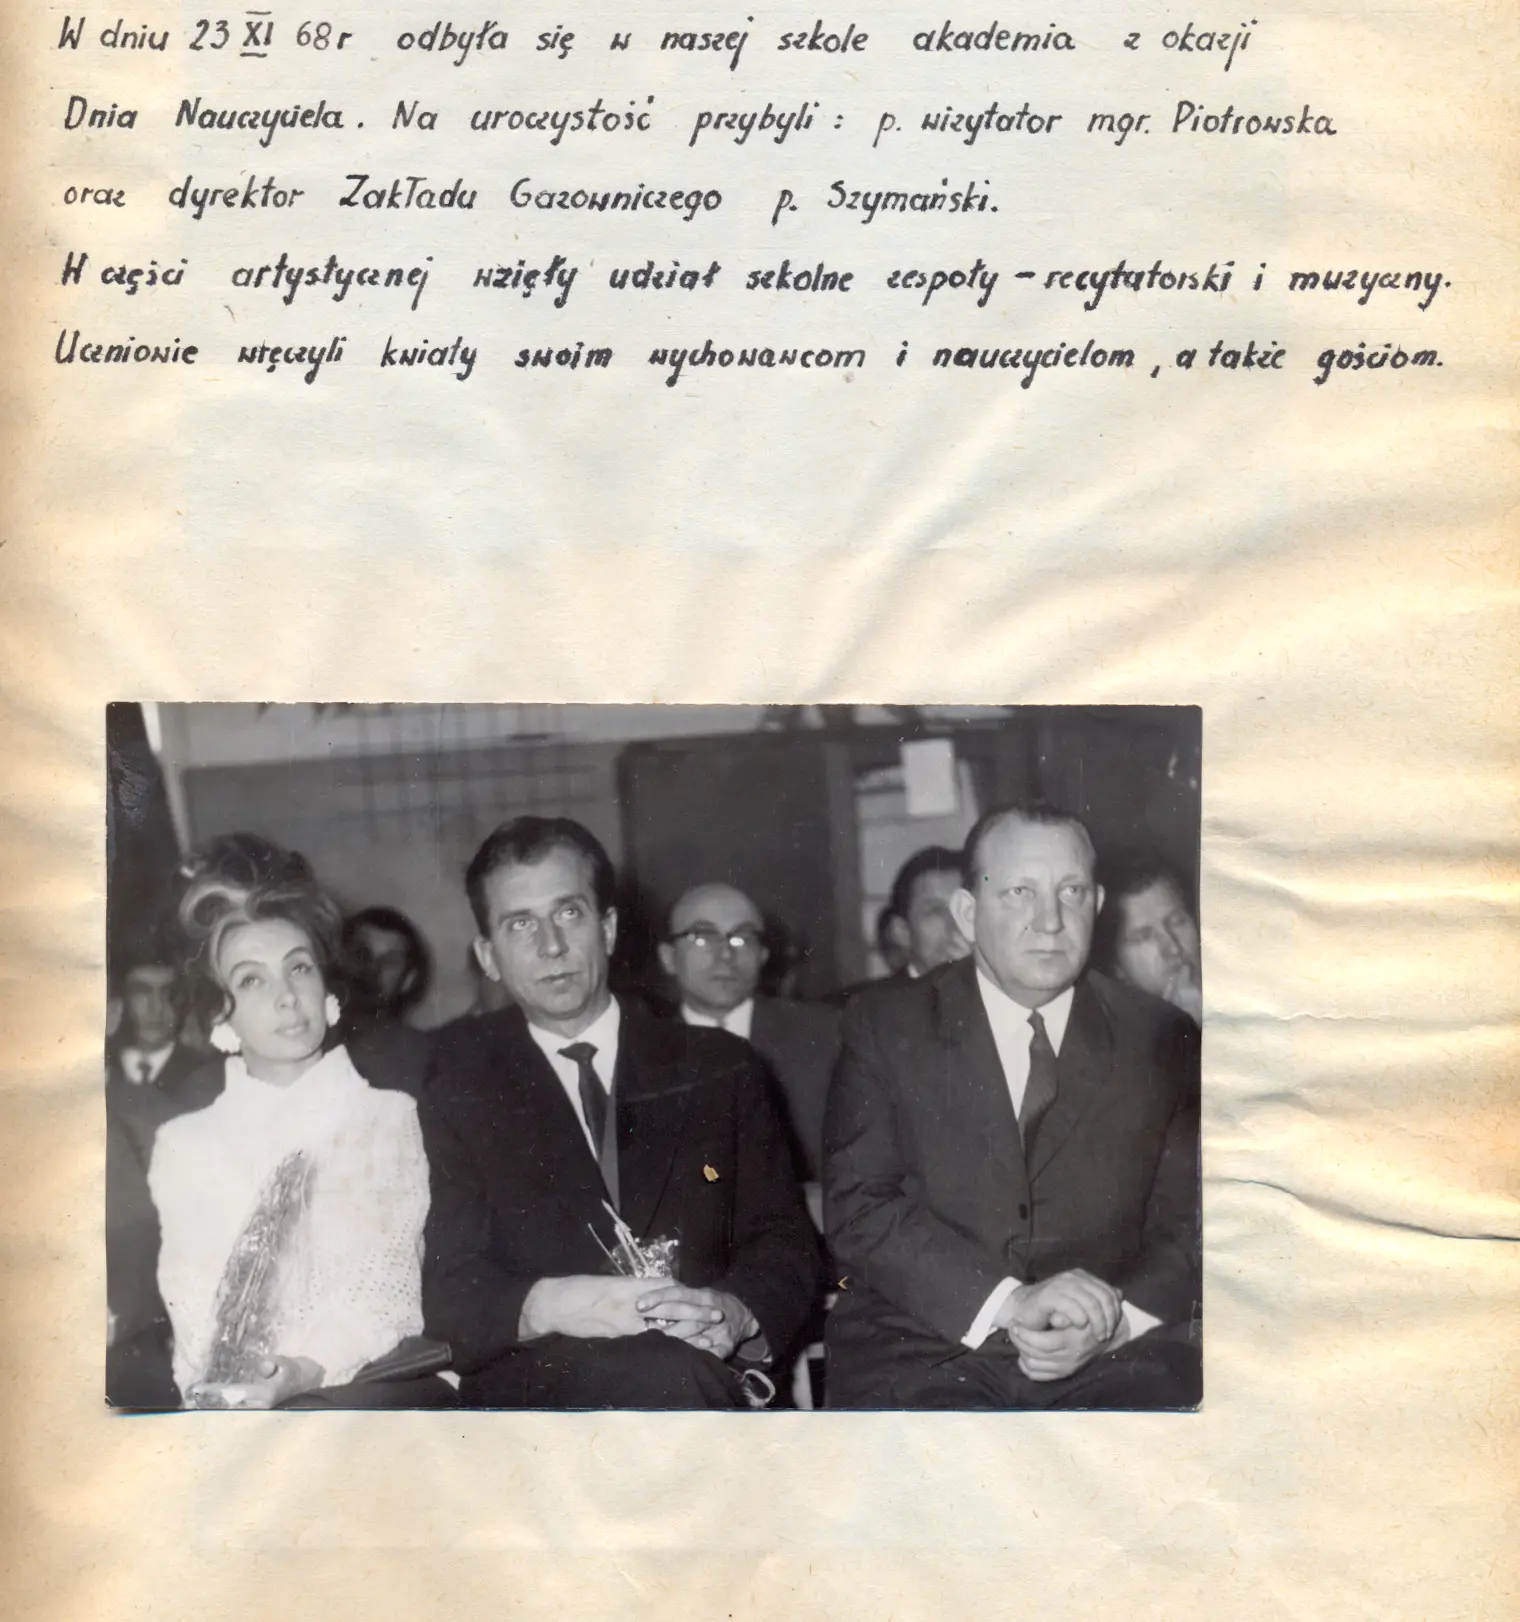 W dniu 23 XI 68r odbyła się w naszej szkole akademia z okazji
Dnia Nauczyciela. Na uroczystość przybyli: p. wizytator mgr. Piotrowska
oraz dyrektor Zakładu Gazowniczego p. Szymański.
W części artystycznej wzięły udział szkolne zespoły - recytatorski i muzyczny.
Uczniowie wręczyli kwiaty swoim wychowawcom i nauczycielom, a także gościom.